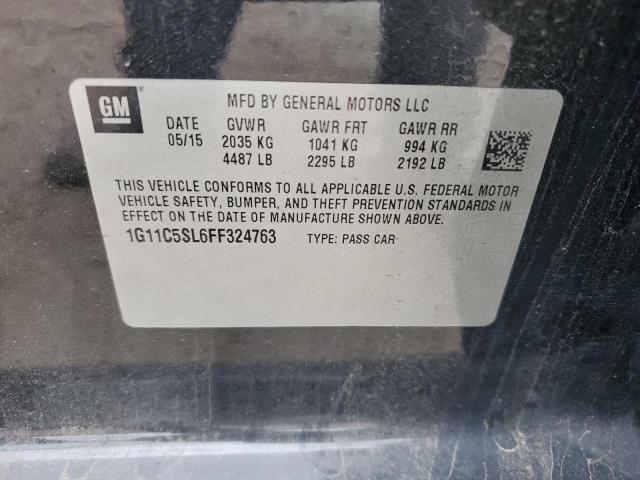 GM
MFD BY GENERAL MOTORS LLC
DATE GVWR GAWR FRT GAWR RR
05/15 2035 KG 1041 KG 994 KG
4487 LB 2295 LB 2192 LB
THIS VEHICLE CONFORMS TO ALL APPLICABLE U.S. FEDERAL MOTOR
VEHICLE SAFETY, BUMPER, AND THEFT PREVENTION STANDARDS IN
EFFECT ON THE DATE OF MANUFACTURE SHOWN ABOVE.
1G11C5SL6FF324763 TYPE: PASS CAR